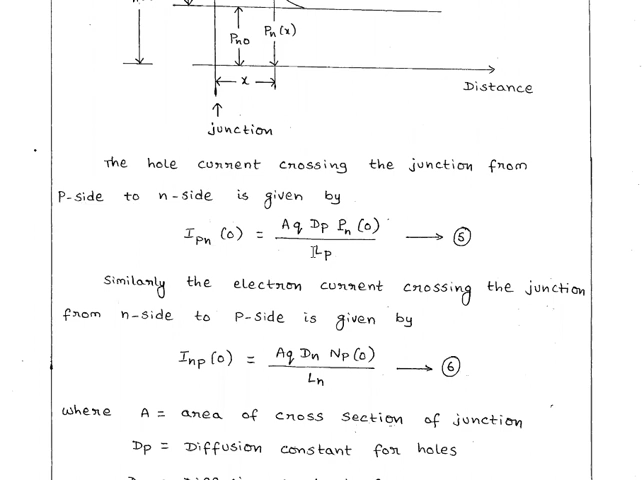 Pno
Pn(x)
x
Distance
↑
junction
The hole current crossing the junction from
P-side to n-side is given by
Ipn (0) = Aq Dp Pn(0) / Lp → ⑤
Similarly the electron current crossing the junction
from n-side to P-side is given by
Inp(0) = Aq Dn Np(0) / Ln → ⑥
where A = area of cross section of junction
Dp = Diffusion constant for holes